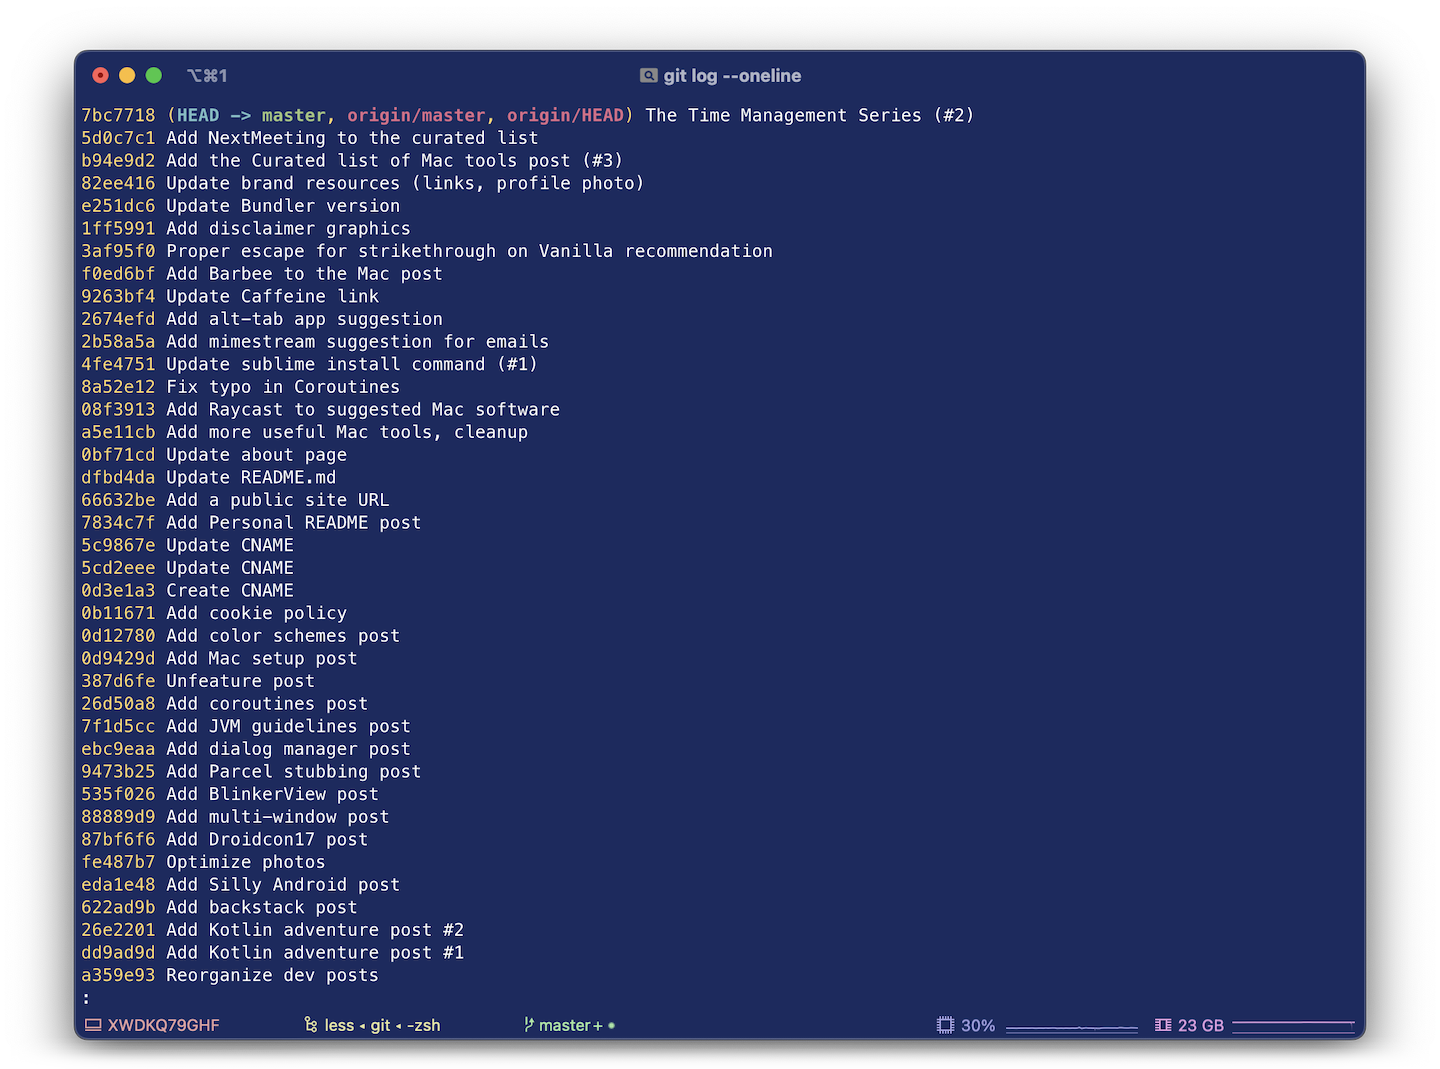 ⌥⌘1
git log --oneline
7bc7718 (HEAD -> master, origin/master, origin/HEAD) The Time Management Series (#2)
5d0c7c1 Add NextMeeting to the curated list
b94e9d2 Add the Curated list of Mac tools post (#3)
82ee416 Update brand resources (links, profile photo)
e251dc6 Update Bundler version
1ff5991 Add disclaimer graphics
3af95f0 Proper escape for strikethrough on Vanilla recommendation
f0ed6bf Add Barbee to the Mac post
9263bf4 Update Caffeine link
2674efd Add alt-tab app suggestion
2b58a5a Add mimestream suggestion for emails
4fe4751 Update sublime install command (#1)
8a52e12 Fix typo in Coroutines
08f3913 Add Raycast to suggested Mac software
a5e11cb Add more useful Mac tools, cleanup
0bf71cd Update about page
dfbd4da Update README.md
66632be Add a public site URL
7834c7f Add Personal README post
5c9867e Update CNAME
5cd2eee Update CNAME
0d3e1a3 Create CNAME
0b11671 Add cookie policy
0d12780 Add color schemes post
0d9429d Add Mac setup post
387d6fe Unfeature post
26d50a8 Add coroutines post
7f1d5cc Add JVM guidelines post
ebc9eaa Add dialog manager post
9473b25 Add Parcel stubbing post
535f026 Add BlinkerView post
88889d9 Add multi-window post
87bf6f6 Add Droidcon17 post
fe487b7 Optimize photos
eda1e48 Add Silly Android post
622ad9b Add backstack post
26e2201 Add Kotlin adventure post #2
dd9ad9d Add Kotlin adventure post #1
a359e93 Reorganize dev posts
:
XWDKQ79GHF less ◂ git ◂ -zsh master+ • 30% 23 GB